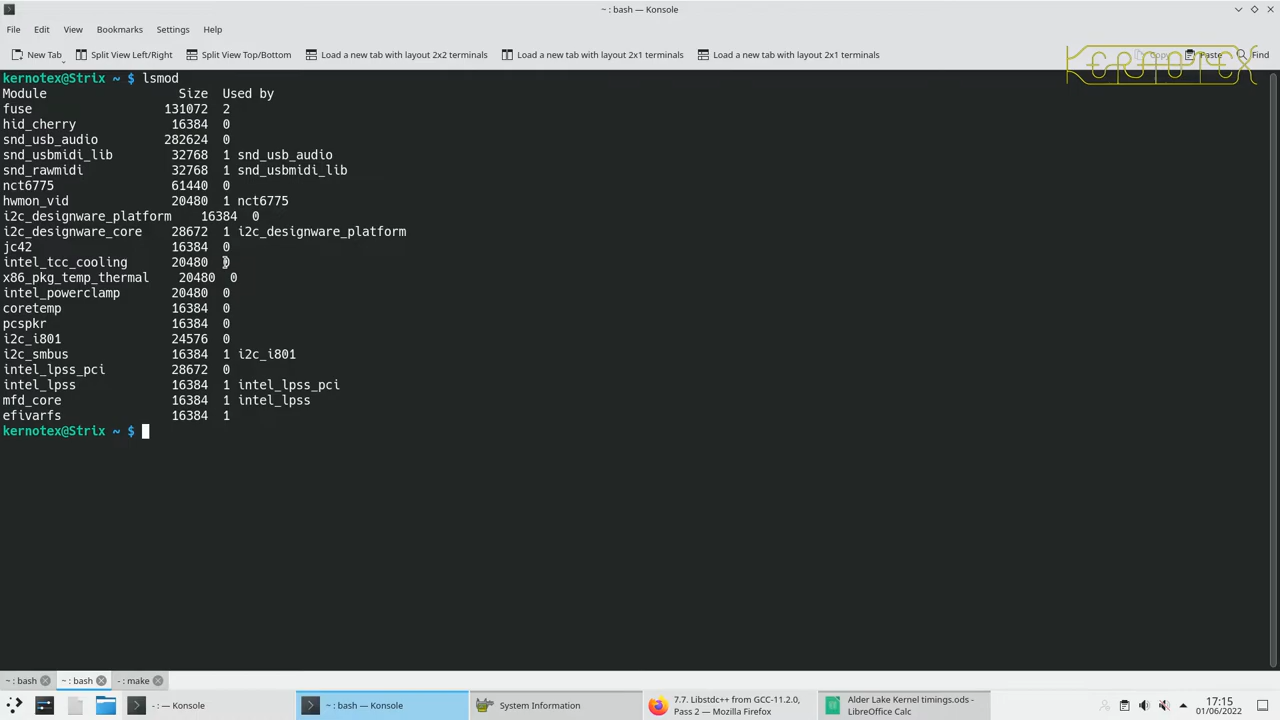 ~ : bash — Konsole
File Edit View Bookmarks Settings Help
New Tab Split View Left/Right Split View Top/Bottom Load a new tab with layout 2x2 terminals Load a new tab with layout 2x1 terminals Load a new tab with layout 2x1 terminals Copy Paste Find
KERNOTEX
kernotex@Strix ~ $ lsmod
Module Size Used by
fuse 131072 2
hid_cherry 16384 0
snd_usb_audio 282624 0
snd_usbmidi_lib 32768 1 snd_usb_audio
snd_rawmidi 32768 1 snd_usbmidi_lib
nct6775 61440 0
hwmon_vid 20480 1 nct6775
i2c_designware_platform 16384 0
i2c_designware_core 28672 1 i2c_designware_platform
jc42 16384 0
intel_tcc_cooling 20480 0
x86_pkg_temp_thermal 20480 0
intel_powerclamp 20480 0
coretemp 16384 0
pcspkr 16384 0
i2c_i801 24576 0
i2c_smbus 16384 1 i2c_i801
intel_lpss_pci 28672 0
intel_lpss 16384 1 intel_lpss_pci
mfd_core 16384 1 intel_lpss
efivarfs 16384 1
kernotex@Strix ~ $
~ : bash ~ : bash - : make
- : — Konsole ~ : bash — Konsole System Information 7.7. Libstdc++ from GCC-11.2.0, Pass 2 — Mozilla Firefox Alder Lake Kernel timings.ods - LibreOffice Calc 17:15
01/06/2022